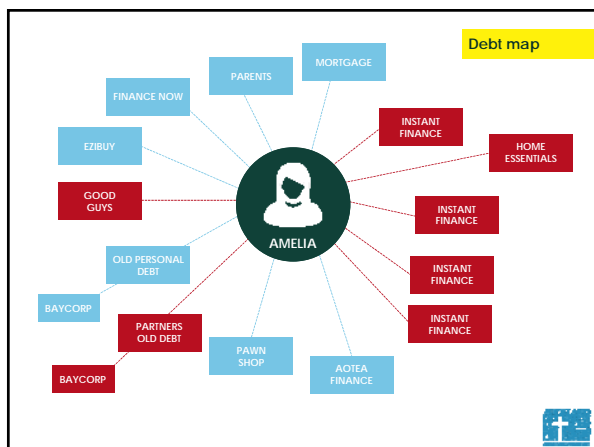 Debt map
MORTGAGE
PARENTS
FINANCE NOW
INSTANT
FINANCE
HOME
ESSENTIALS
EZIBUY
GOOD
GUYS
INSTANT
FINANCE
AMELIA
OLD PERSONAL
DEBT
INSTANT
FINANCE
BAYCORP
PARTNERS
OLD DEBT
INSTANT
FINANCE
PAWN
SHOP
AOTEA
FINANCE
BAYCORP